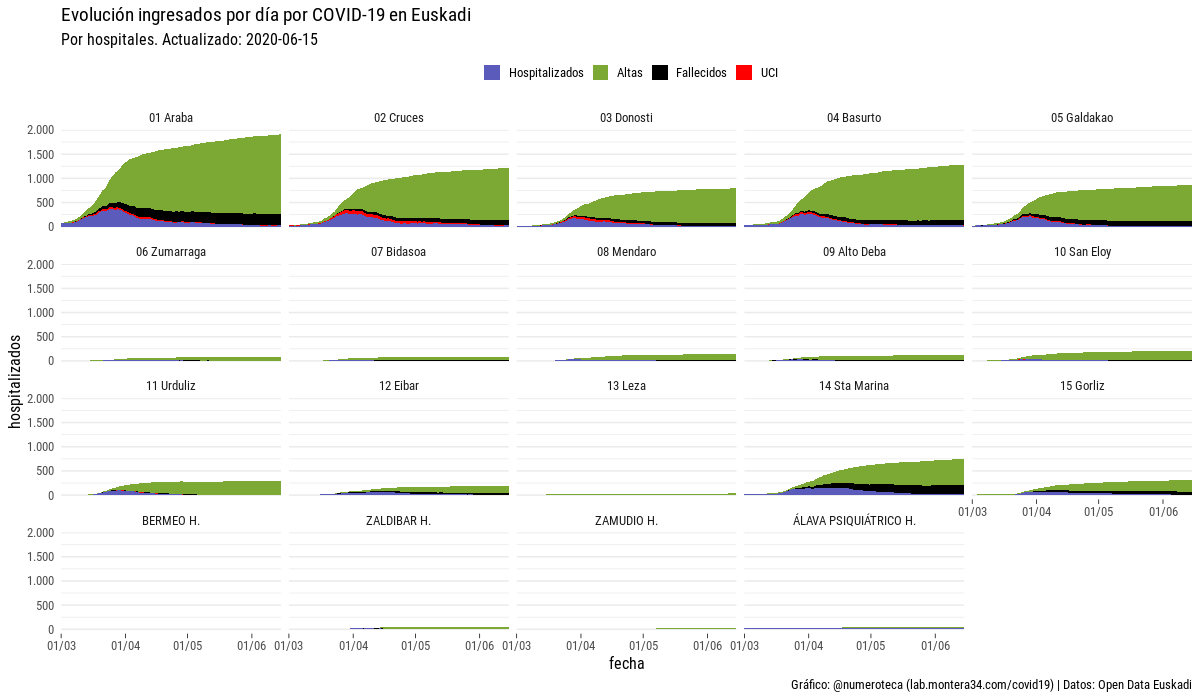 Evolución ingresados por día por COVID-19 en Euskadi
Por hospitales. Actualizado: 2020-06-15
Hospitalizados Altas Fallecidos UCI
01 Araba 02 Cruces 03 Donosti 04 Basurto 05 Galdakao
2.000
1.500
1.000
500
0
06 Zumarraga 07 Bidasoa 08 Mendaro 09 Alto Deba 10 San Eloy
2.000
1.500
1.000
500
0
11 Urduliz 12 Eibar 13 Leza 14 Sta Marina 15 Gorliz
2.000
1.500
1.000
500
0
01/03 01/04 01/05 01/06
BERMEO H. ZALDIBAR H. ZAMUDIO H. ÁLAVA PSIQUIÁTRICO H.
2.000
1.500
1.000
500
0
01/03 01/04 01/05 01/06 01/03 01/04 01/05 01/06 01/03 01/04 01/05 01/06 01/03 01/04 01/05 01/06
hospitalizados
fecha
Gráfico: @numeroteca (lab.montera34.com/covid19) | Datos: Open Data Euskadi